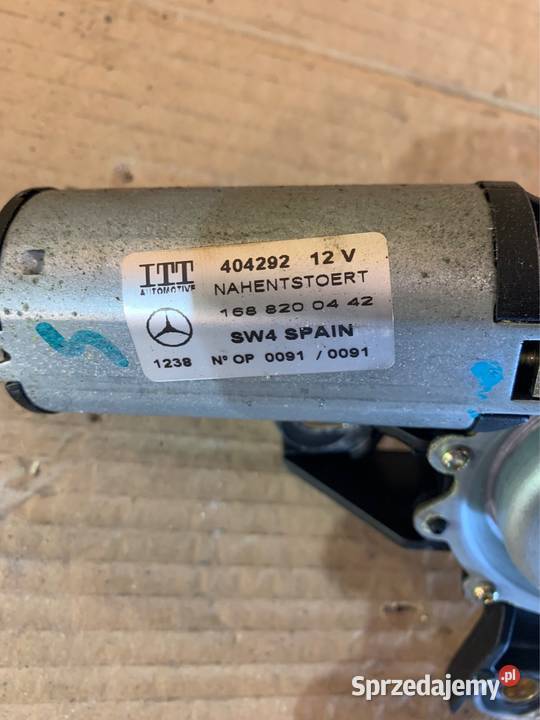 ITT 404292 12 V
AUTOMOTIVE NAHENTSTOERT
168 820 04 42
SW4 SPAIN
1238 Nº OP 0091 / 0091
Sprzedajemy.pl